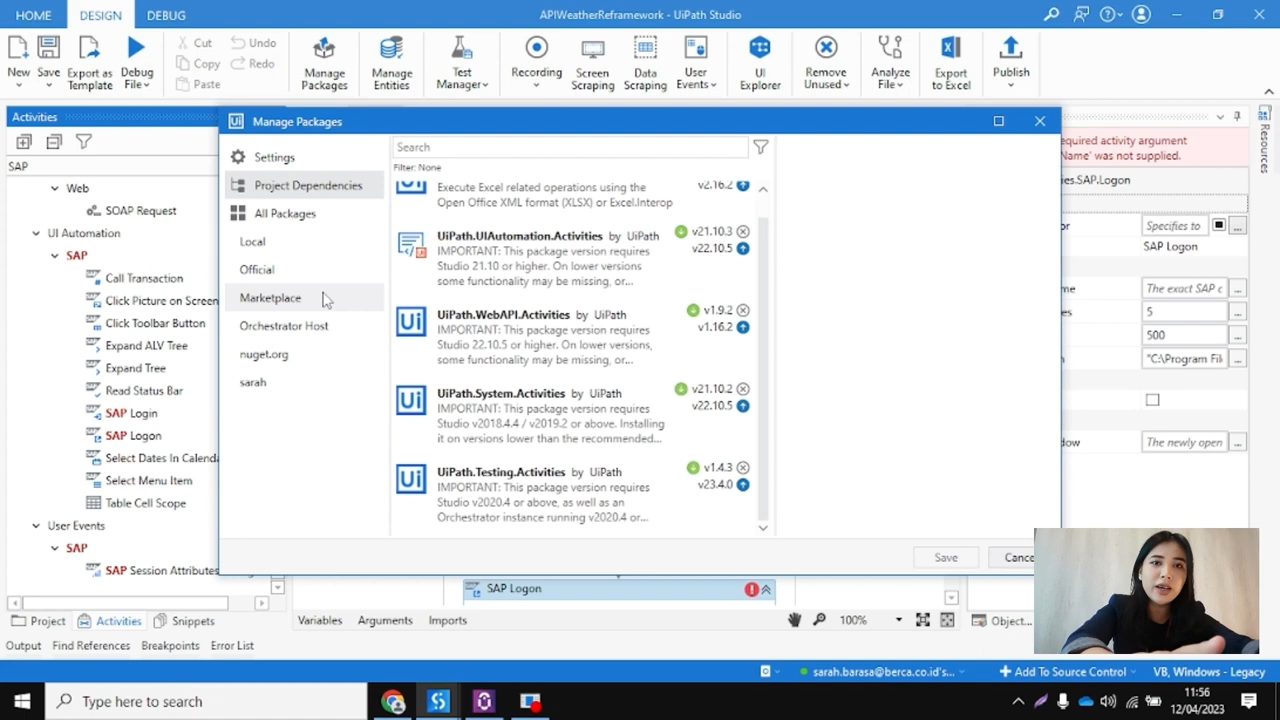 HOME
DESIGN
DEBUG
APIWeatherReframework - UiPath Studio
New
Save
Export as
Template
Debug
File
Cut
Copy
Paste
Undo
Redo
Manage
Packages
Manage
Entities
Test
Manager
Recording
Screen
Scraping
Data
Scraping
User
Events
UI
Explorer
Remove
Unused
Analyze
File
Export
to Excel
Publish
Activities
SAP
Web
SOAP Request
UI Automation
SAP
Call Transaction
Click Picture on Screen
Click Toolbar Button
Expand ALV Tree
Expand Tree
Read Status Bar
SAP Login
SAP Logon
Select Dates In Calenda
Select Menu Item
Table Cell Scope
User Events
SAP
SAP Session Attributes
Ui Manage Packages
Settings
Project Dependencies
All Packages
Local
Official
Marketplace
Orchestrator Host
nuget.org
sarah
Search
Filter: None
Execute Excel related operations using the
Open Office XML format (XLSX) or Excel.Interop
v2.16.2
UiPath.UIAutomation.Activities by UiPath
IMPORTANT: This package version requires
Studio 21.10 or higher. On lower versions
some functionality may be missing, or...
v21.10.3
v22.10.5
Ui
UiPath.WebAPI.Activities by UiPath
IMPORTANT: This package version requires
Studio 22.10.5 or higher. On lower versions,
some functionality may be missing, or...
v1.9.2
v1.16.2
Ui
UiPath.System.Activities by UiPath
IMPORTANT: This package version requires
Studio v2018.4.4 / v2019.2 or above. Installing
it on versions lower than the recommended...
v21.10.2
v22.10.5
Ui
UiPath.Testing.Activities by UiPath
IMPORTANT: This package version requires
Studio v2020.4 or above, as well as an
Orchestrator instance running v2020.4 or...
v1.4.3
v23.4.0
Save
Cance
equired activity argument
Name' was not supplied.
ies.SAP.Logon
or
Specifies to
...
SAP Logon
me
The exact SAP c
...
es
5
...
500
...
h
"C:\Program Fil
...
ow
The newly open
...
Resources
SAP Logon
Project
Activities
Snippets
Variables
Arguments
Imports
100%
Object...
Output
Find References
Breakpoints
Error List
sarah.barasa@berca.co.id's...
Add To Source Control
VB, Windows - Legacy
Type here to search
11:56
12/04/2023